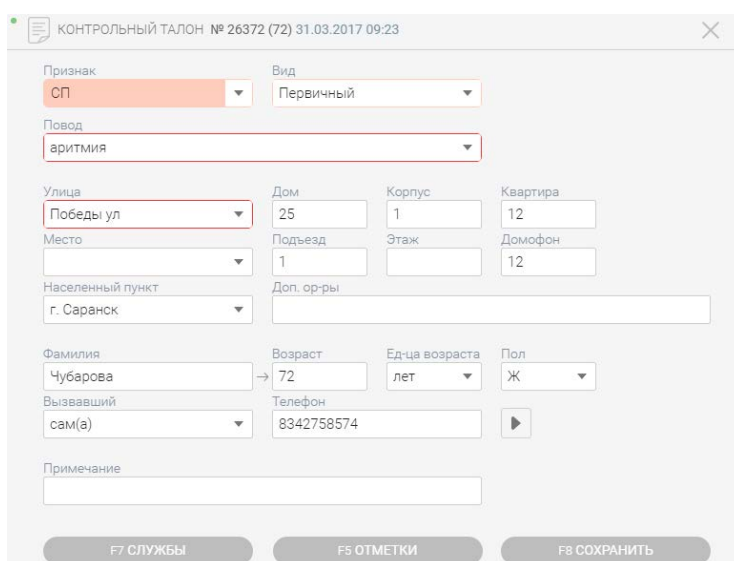 КОНТРОЛЬНЫЙ ТАЛОН № 26372 (72) 31.03.2017 09:23
Признак Вид
СП Первичный
Повод
аритмия
Улица Дом Корпус Квартира
Победы ул 25 1 12
Место Подъезд Этаж Домофон
1 12
Населенный пункт Доп. ор-ры
г. Саранск
Фамилия Возраст Ед-ца возраста Пол
Чубарова → 72 лет Ж
Вызвавший Телефон
сам(а) 8342758574
Примечание
F7 СЛУЖБЫ F5 ОТМЕТКИ F8 СОХРАНИТЬ